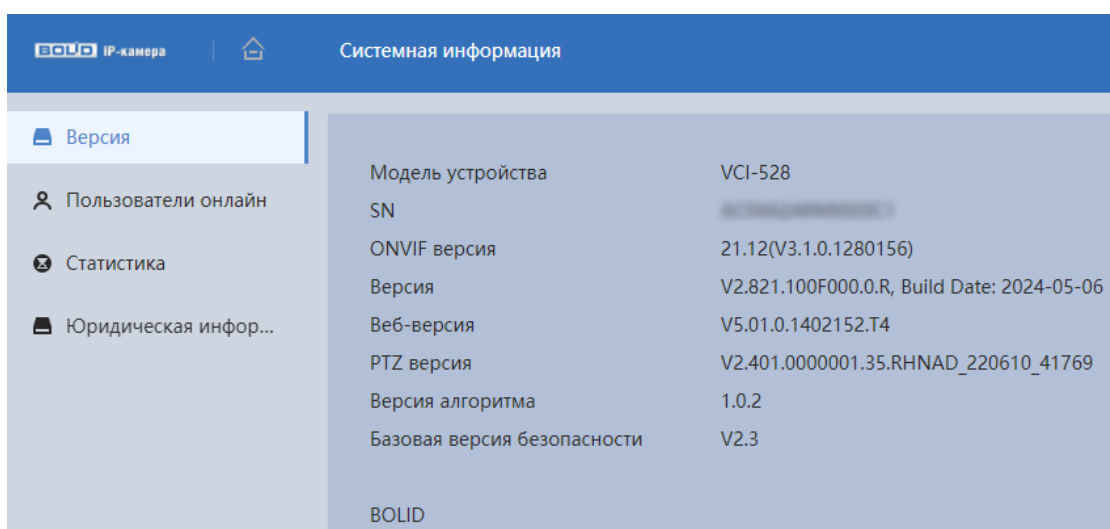 BOLID IP-камера
Системная информация
Версия
Пользователи онлайн
Статистика
Юридическая инфор...
Модель устройства VCI-528
SN
ONVIF версия 21.12(V3.1.0.1280156)
Версия V2.821.100F000.0.R, Build Date: 2024-05-06
Веб-версия V5.01.0.1402152.T4
PTZ версия V2.401.0000001.35.RHNAD_220610_41769
Версия алгоритма 1.0.2
Базовая версия безопасности V2.3
BOLID